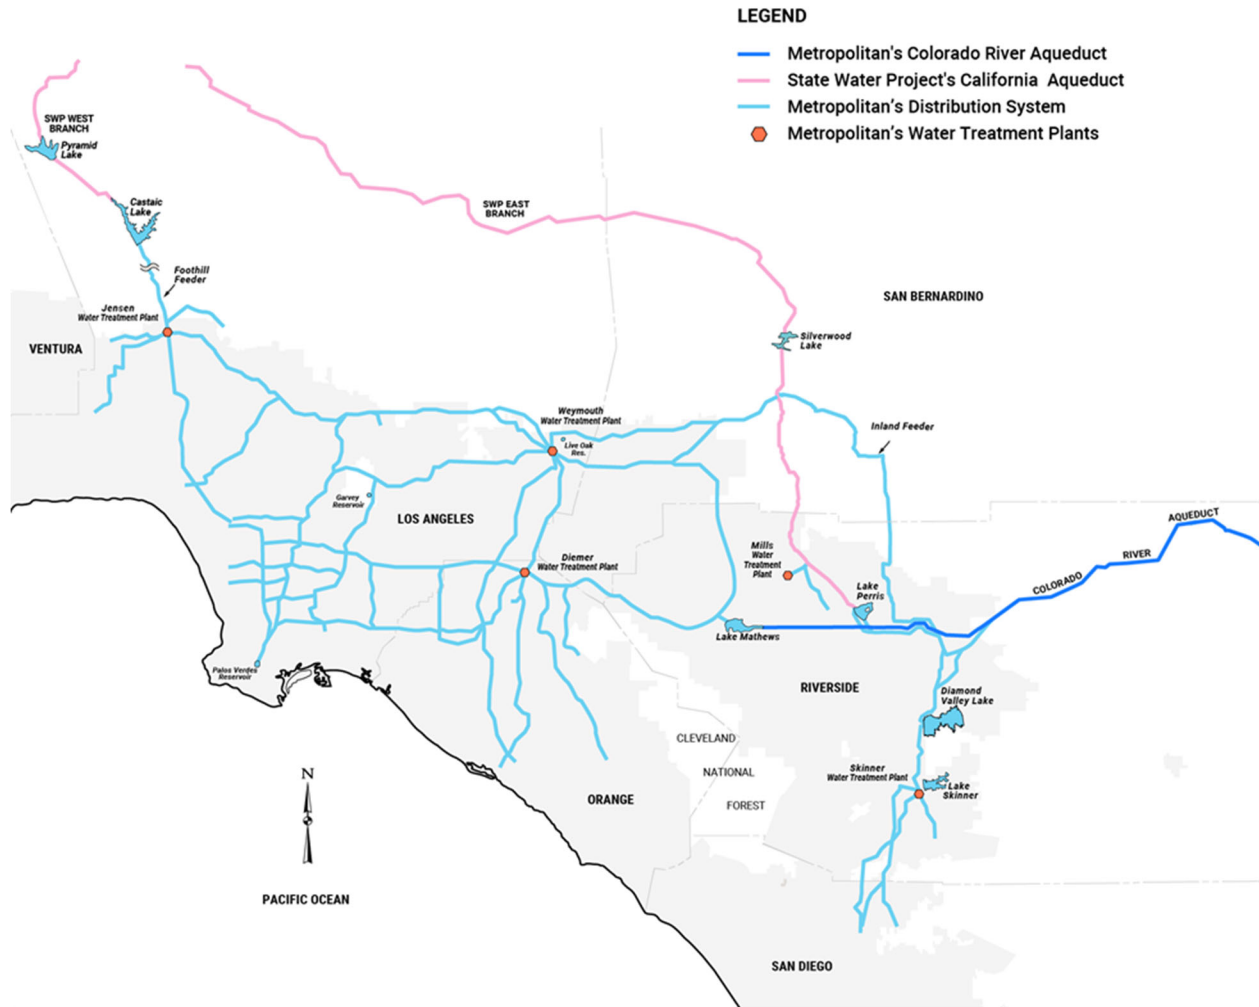 LEGEND
Metropolitan's Colorado River Aqueduct
State Water Project's California Aqueduct
Metropolitan's Distribution System
Metropolitan's Water Treatment Plants
SWP WEST
BRANCH
Pyramid
Lake
Castaic
Lake
SWP EAST
BRANCH
Foothill
Feeder
Jensen
Water Treatment Plant
VENTURA
SAN BERNARDINO
Silverwood
Lake
Weymouth
Water Treatment Plant
Live Oak
Res.
Inland Feeder
Garvey
Reservoir
LOS ANGELES
AQUEDUCT
RIVER
COLORADO
Mills
Water
Treatment
Plant
Diemer
Water Treatment Plant
Lake
Perris
Lake Mathews
Palos Verdes
Reservoir
RIVERSIDE
Diamond
Valley Lake
CLEVELAND
NATIONAL
FOREST
Skinner
Water Treatment Plant
Lake
Skinner
N
ORANGE
PACIFIC OCEAN
SAN DIEGO